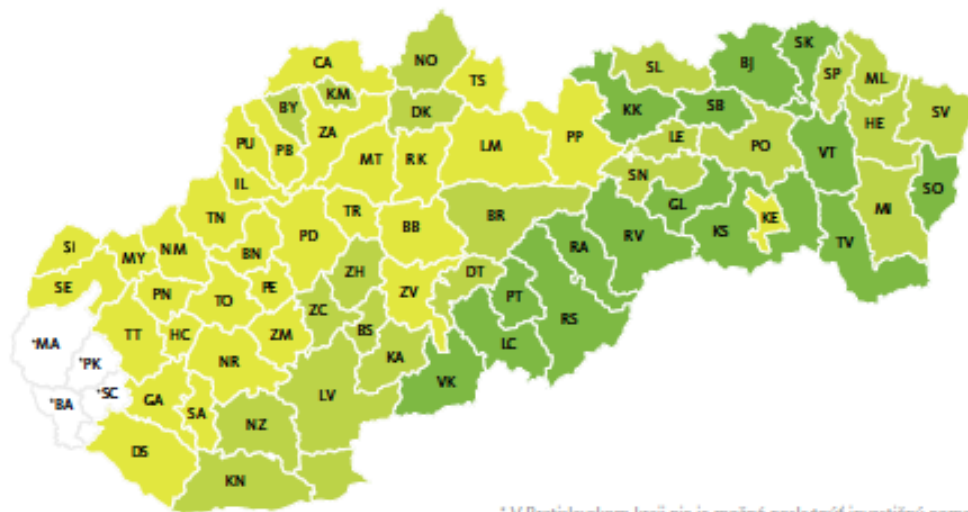 CA
NO
TS
KM
BY
DK
ZA
PU
PB
MT
RK
LM
PP
IL
TN
TR
BB
BR
PD
BN
SI
MY
NM
SE
PN
TO
PE
ZH
ZV
DT
ZC
BS
TT
HC
ZM
NR
KA
*MA
*PK
*SC
*BA
GA
SA
NZ
LV
VK
DS
KN
SL
BJ
SK
SP
ML
KK
SB
HE
SV
LE
PO
VT
SN
GL
KS
KE
MI
SO
TV
RA
RV
PT
RS
LC